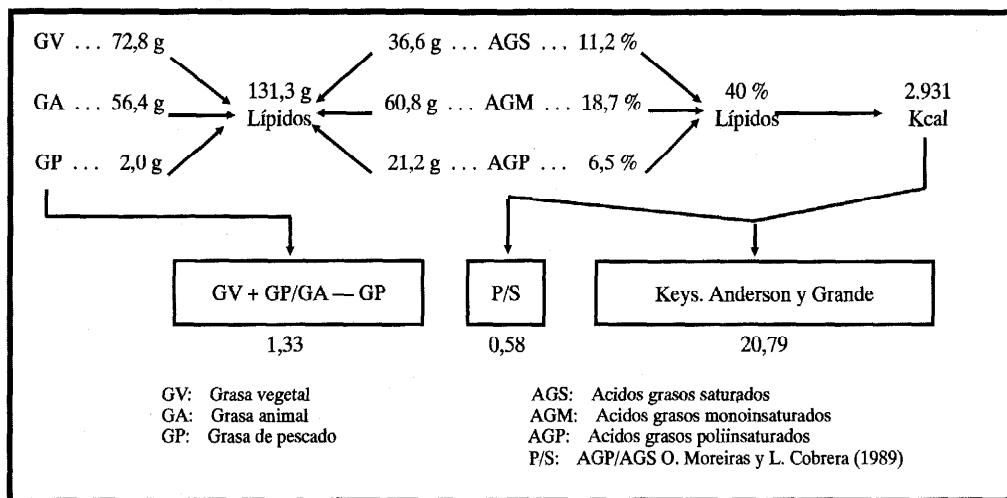 GV ... 72,8 g 36,6 g ... AGS ... 11,2 %
131,3 g 40 % 2.931
GA ... 56,4 g 60,8 g ... AGM ... 18,7 %
Lípidos Lípidos Kcal
GP ... 2,0 g 21,2 g ... AGP ... 6,5 %
GV + GP/GA — GP P/S Keys. Anderson y Grande
1,33 0,58 20,79
GV: Grasa vegetal
GA: Grasa animal
GP: Grasa de pescado
AGS: Acidos grasos saturados
AGM: Acidos grasos monoinsaturados
AGP: Acidos grasos poliinsaturados
P/S: AGP/AGS O. Moreiras y L. Cobrera (1989)